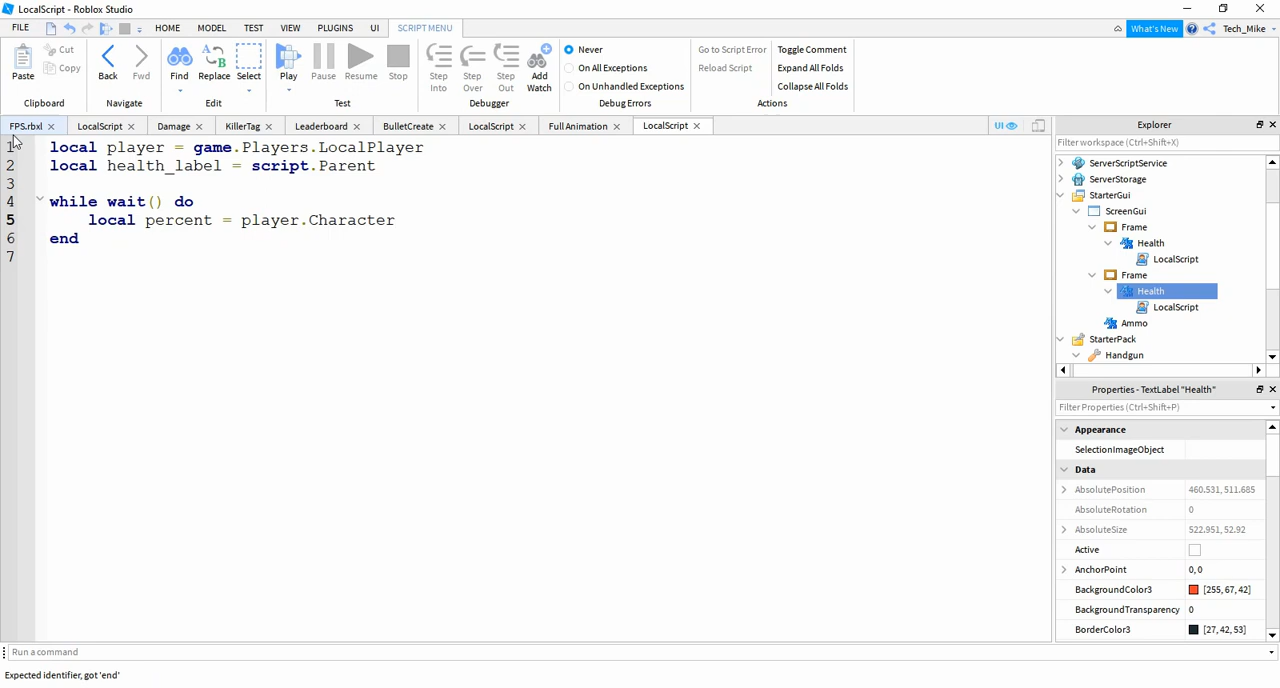 LocalScript - Roblox Studio
FILE HOME MODEL TEST VIEW PLUGINS UI SCRIPT MENU What's New Tech_Mike
Paste Cut Copy Clipboard
Back Fwd Navigate
Find Replace Select Edit
Play Pause Resume Stop Test
Step Into Step Over Step Out Add Watch Debugger
Never
On All Exceptions
On Unhandled Exceptions
Debug Errors
Go to Script Error Toggle Comment
Reload Script Expand All Folds
Collapse All Folds
Actions
FPS.rbxl LocalScript Damage KillerTag Leaderboard BulletCreate LocalScript Full Animation LocalScript UI
1 local player = game.Players.LocalPlayer
2 local health_label = script.Parent
3
4 while wait() do
5 local percent = player.Character
6 end
7
Explorer
Filter workspace (Ctrl+Shift+X)
ServerScriptService
ServerStorage
StarterGui
ScreenGui
Frame
Health
LocalScript
Frame
Health
LocalScript
Ammo
StarterPack
Handgun
Properties - TextLabel "Health"
Filter Properties (Ctrl+Shift+P)
Appearance
SelectionImageObject
Data
AbsolutePosition 460.531, 511.685
AbsoluteRotation 0
AbsoluteSize 522.951, 52.92
Active
AnchorPoint 0, 0
BackgroundColor3 [255, 67, 42]
BackgroundTransparency 0
BorderColor3 [27, 42, 53]
Run a command
Expected identifier, got 'end'